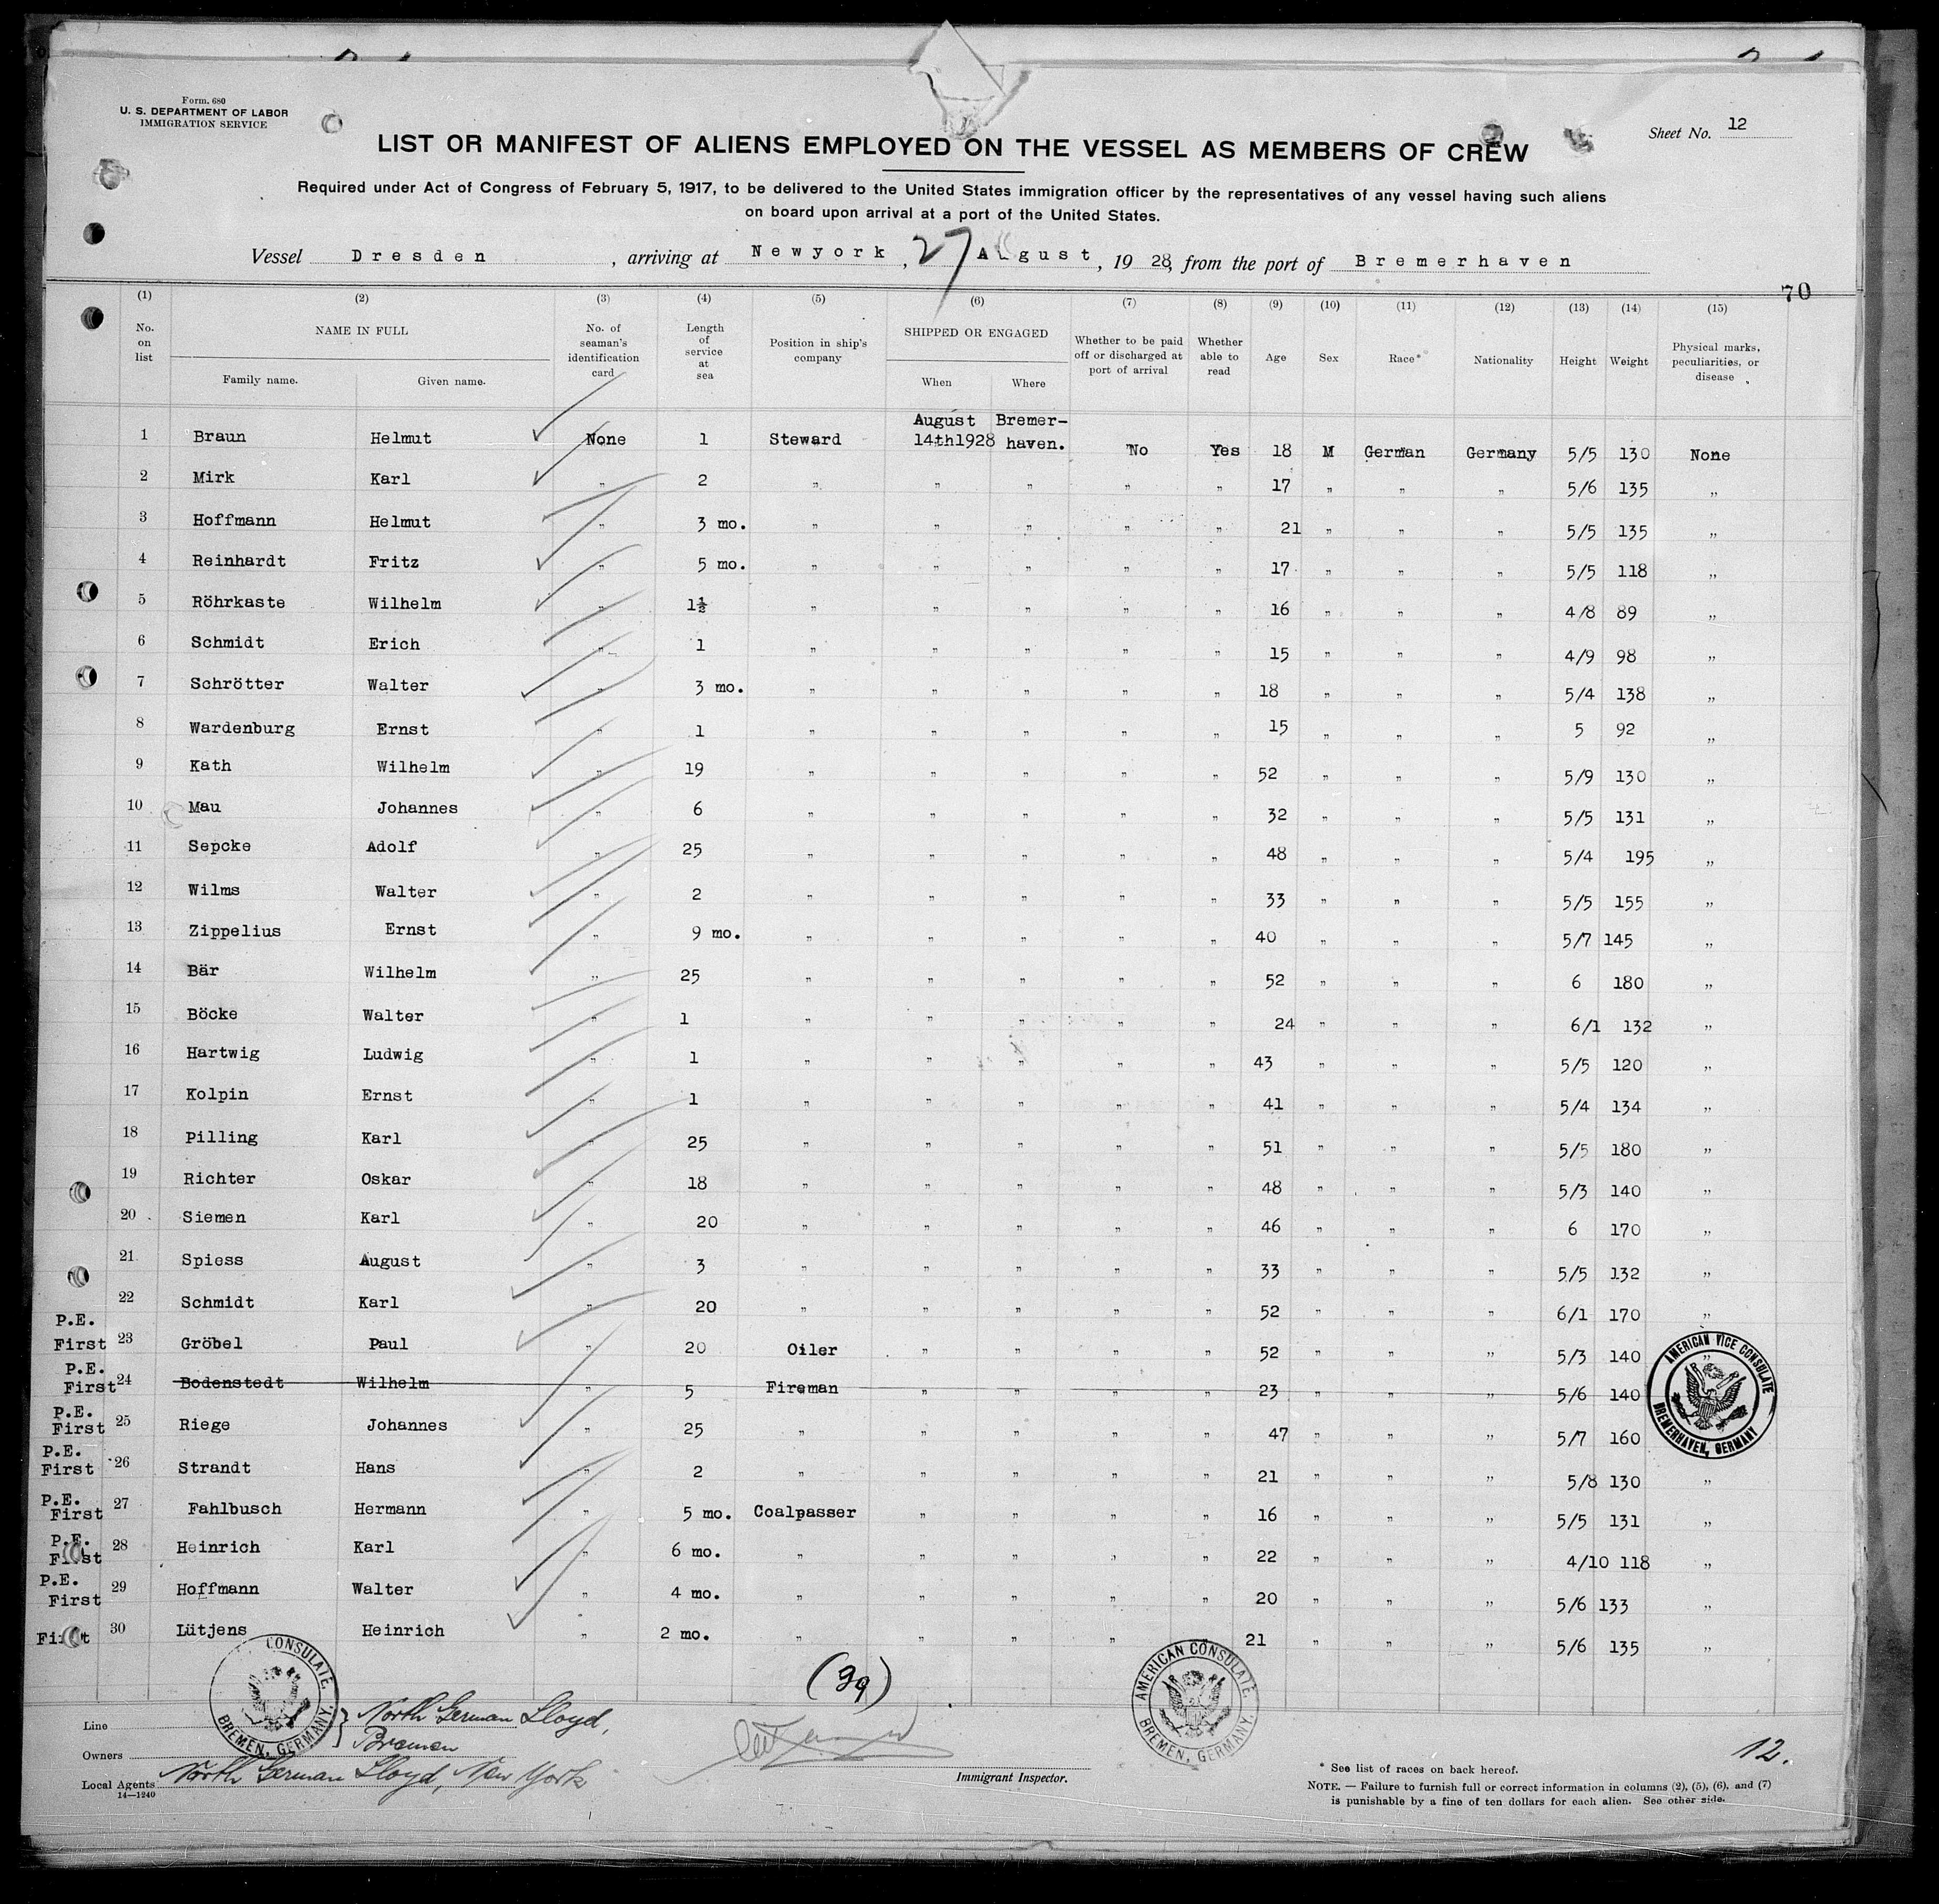 Form. 680
U. S. DEPARTMENT OF LABOR
IMMIGRATION SERVICE
Sheet No. 12
LIST OR MANIFEST OF ALIENS EMPLOYED ON THE VESSEL AS MEMBERS OF CREW
Required under Act of Congress of February 5, 1917, to be delivered to the United States immigration officer by the representatives of any vessel having such aliens
on board upon arrival at a port of the United States.
Vessel Dresden, arriving at Newyork, 27 August, 1928, from the port of Bremerhaven
70
(1) (2) (3) (4) (5) (6) (7) (8) (9) (10) (11) (12) (13) (14) (15)
No. on list NAME IN FULL Family name. Given name. No. of seaman's identification card Length of service at sea Position in ship's company SHIPPED OR ENGAGED When Where Whether to be paid off or discharged at port of arrival Whether able to read Age Sex Race* Nationality Height Weight Physical marks, peculiarities, or disease
1 Braun Helmut None 1 Steward August 14th1928 Bremer-haven. No Yes 18 M German Germany 5/5 130 None
2 Mirk Karl " 2 " " " " " 17 " " " 5/6 135 "
3 Hoffmann Helmut " 3 mo. " " " " " 21 " " " 5/5 135 "
4 Reinhardt Fritz " 5 mo. " " " " " 17 " " " 5/5 118 "
5 Röhrkaste Wilhelm " 1½ " " " " " 16 " " " 4/8 89 "
6 Schmidt Erich " 1 " " " " " 15 " " " 4/9 98 "
7 Schrötter Walter " 3 mo. " " " " " 18 " " " 5/4 138 "
8 Wardenburg Ernst " 1 " " " " " 15 " " " 5 92 "
9 Kath Wilhelm " 19 " " " " " 52 " " " 5/9 130 "
10 Mau Johannes " 6 " " " " " 32 " " " 5/5 131 "
11 Sepcke Adolf " 25 " " " " " 48 " " " 5/4 195 "
12 Wilms Walter " 2 " " " " " 33 " " " 5/5 155 "
13 Zippelius Ernst " 9 mo. " " " " " 40 " " " 5/7 145 "
14 Bär Wilhelm " 25 " " " " " 52 " " " 6 180 "
15 Böcke Walter " 1 " " " " " 24 " " " 6/1 132 "
16 Hartwig Ludwig " 1 " " " " " 43 " " " 5/5 120 "
17 Kolpin Ernst " 1 " " " " " 41 " " " 5/4 134 "
18 Pilling Karl " 25 " " " " " 51 " " " 5/5 180 "
19 Richter Oskar " 18 " " " " " 48 " " " 5/3 140 "
20 Siemen Karl " 20 " " " " " 46 " " " 6 170 "
21 Spiess August " 3 " " " " " 33 " " " 5/5 132 "
22 Schmidt Karl " 20 " " " " " 52 " " " 6/1 170 "
P.E. First 23 Gröbel Paul " 20 Oiler " " " " 52 " " " 5/3 140 "
P.E. First 24 Bodenstedt Wilhelm " 5 Fireman " " " " 23 " " " 5/6 140
P.E. First 25 Riege Johannes " 25 " " " " " 47 " " " 5/7 160
P.E. First 26 Strandt Hans " 2 " " " " " 21 " " " 5/8 130 "
P.E. First 27 Fahlbusch Hermann " 5 mo. Coalpasser " " " " 16 " " " 5/5 131 "
P.E. First 28 Heinrich Karl " 6 mo. " " " " " 22 " " " 4/10 118 "
P.E. First 29 Hoffmann Walter " 4 mo. " " " " " 20 " " " 5/6 133 "
First 30 Lütjens Heinrich " 2 mo. " " " " " 21 " " " 5/6 135 "
AMERICAN VICE CONSULATE
BREMERHAVEN, GERMANY
CONSULATE.
BREMEN, GERMANY.
AMERICAN CONSULATE.
BREMEN, GERMANY.
Line North German Lloyd,
Owners Bremen
Local Agents North German Lloyd, New York
14—1240
Immigrant Inspector.
12.
* See list of races on back hereof.
NOTE. — Failure to furnish full or correct information in columns (2), (5), (6), and (7)
is punishable by a fine of ten dollars for each alien. See other side.